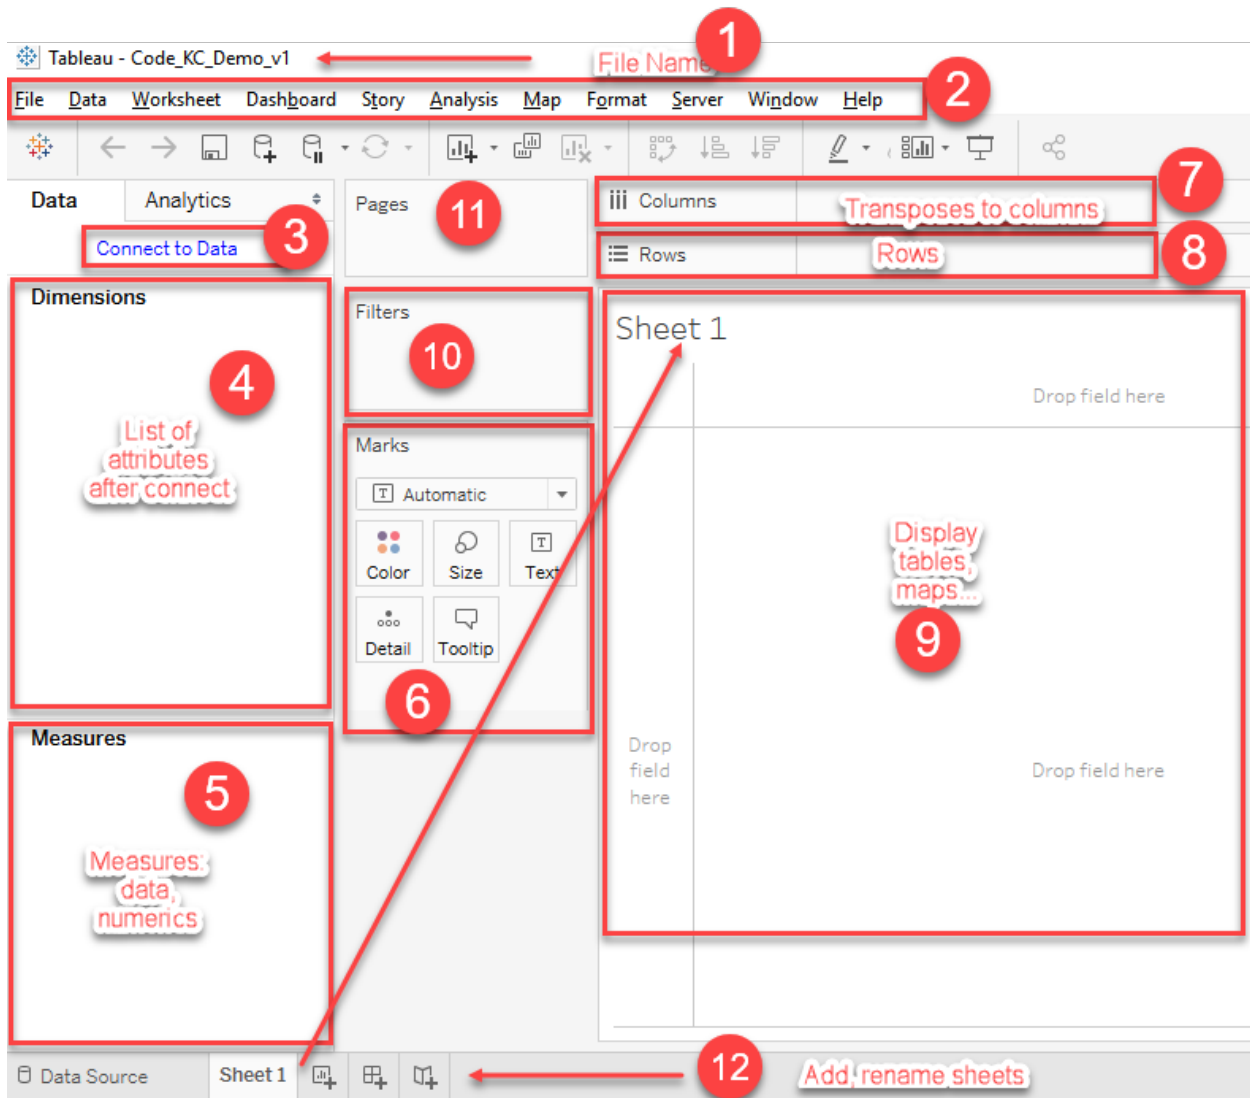 Tableau - Code_KC_Demo_v1
File Name
1
File Data Worksheet Dashboard Story Analysis Map Format Server Window Help
2
Data Analytics
Connect to Data
3
Pages
11
Columns
Transposes to columns
7
Rows
Rows
8
Dimensions
4
List of
attributes
after connect
Filters
10
Marks
Automatic
Color Size Text
Detail Tooltip
6
Sheet 1
Drop field here
Display
tables,
maps...
9
Drop
field
here
Drop field here
Measures
5
Measures:
data,
numerics
Data Source Sheet 1
12
Add, rename sheets